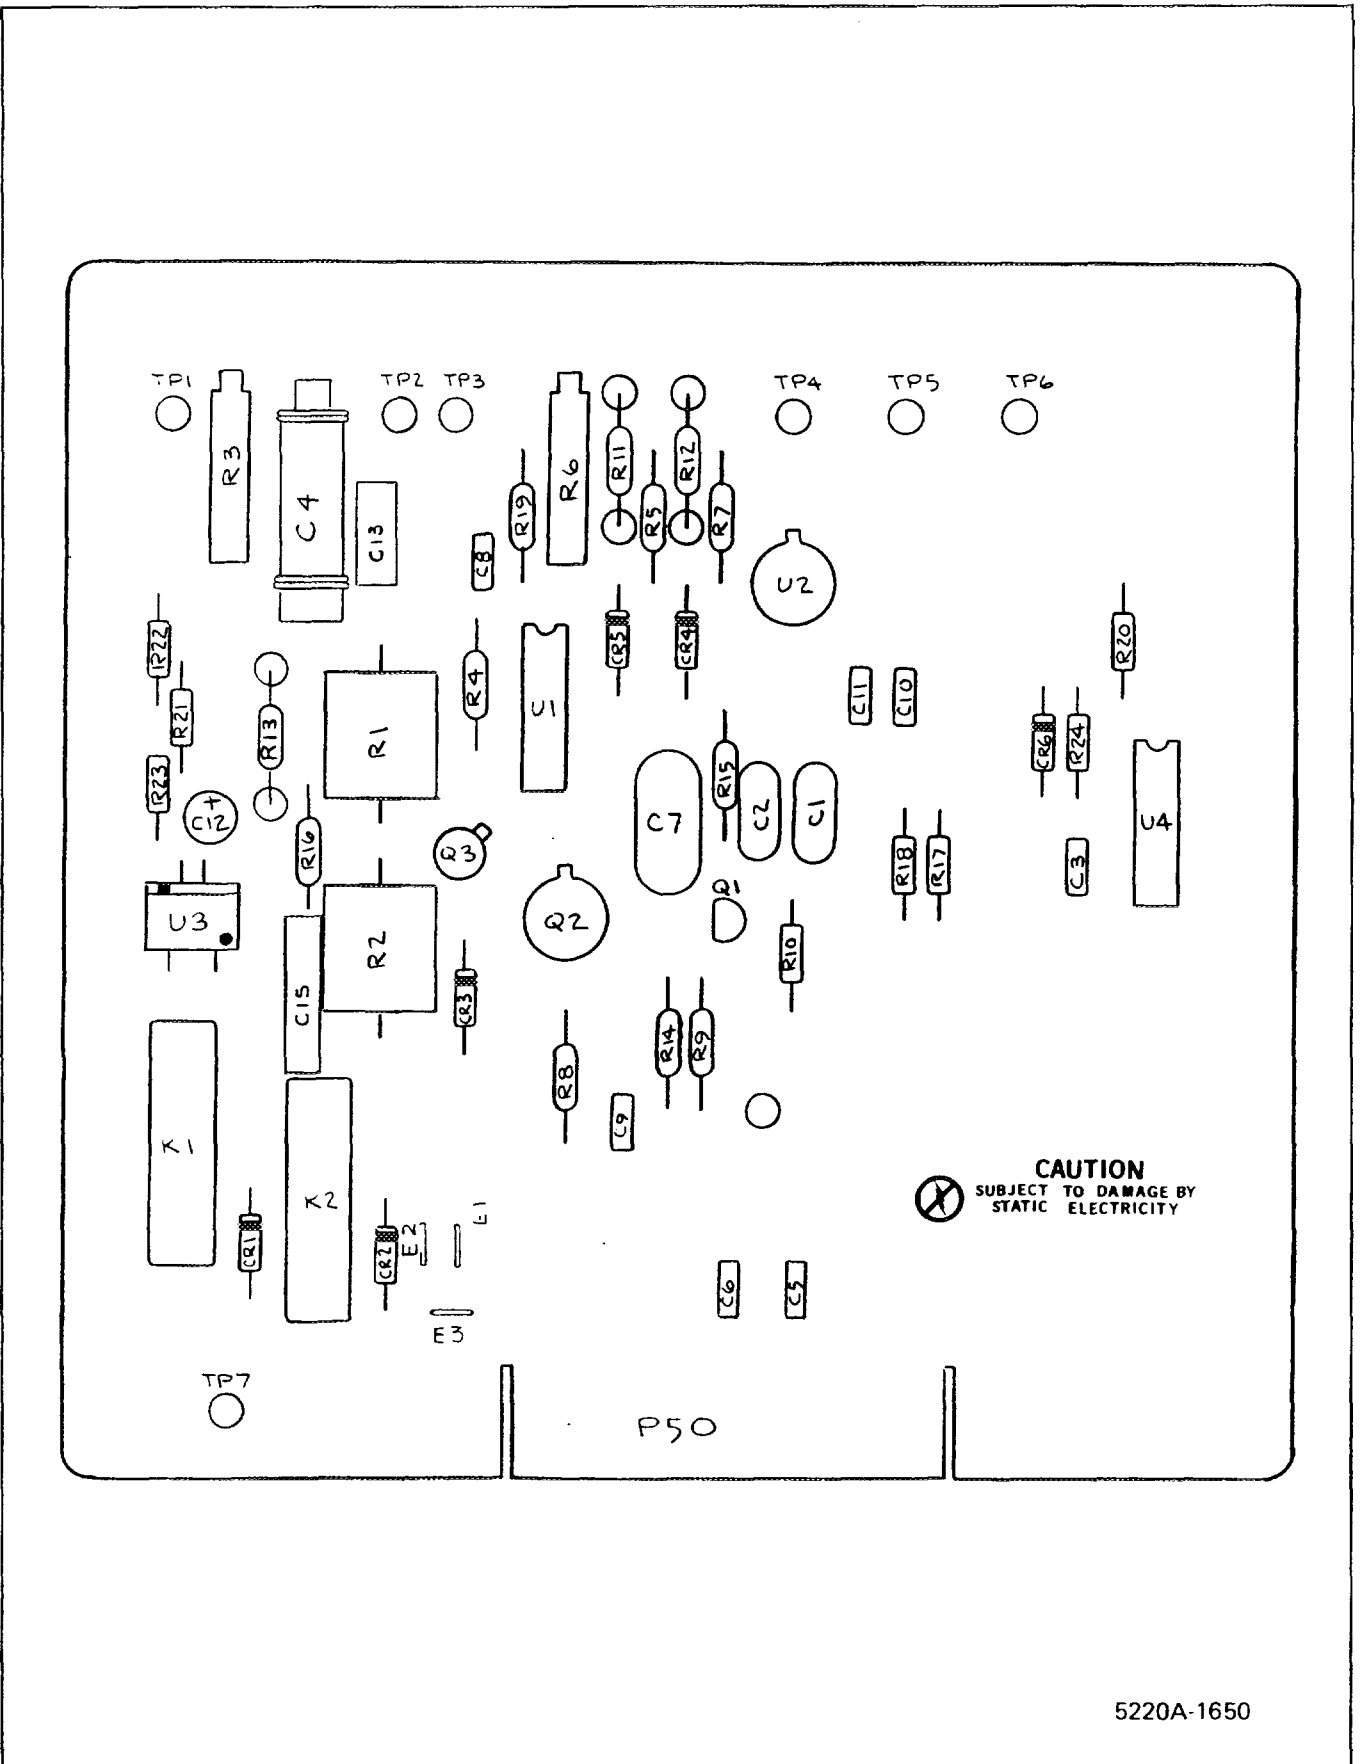 TP1
TP2
TP3
TP4
TP5
TP6
R3
C4
C13
C8
R19
R6
R11
R5
R12
R7
U2
R22
R21
R23
R13
R1
R4
U1
CR5
CR4
C11
C10
R20
CR6
R24
U4
C3
+
C12
R16
Q3
C7
R15
C2
C1
R18
R17
U3
R2
Q2
Q1
R10
C15
CR3
R8
R14
R9
C9
K1
K2
CR1
CR2
E2
E1
E3
CAUTION
SUBJECT TO DAMAGE BY
STATIC ELECTRICITY
C6
C5
TP7
P50
5220A-1650